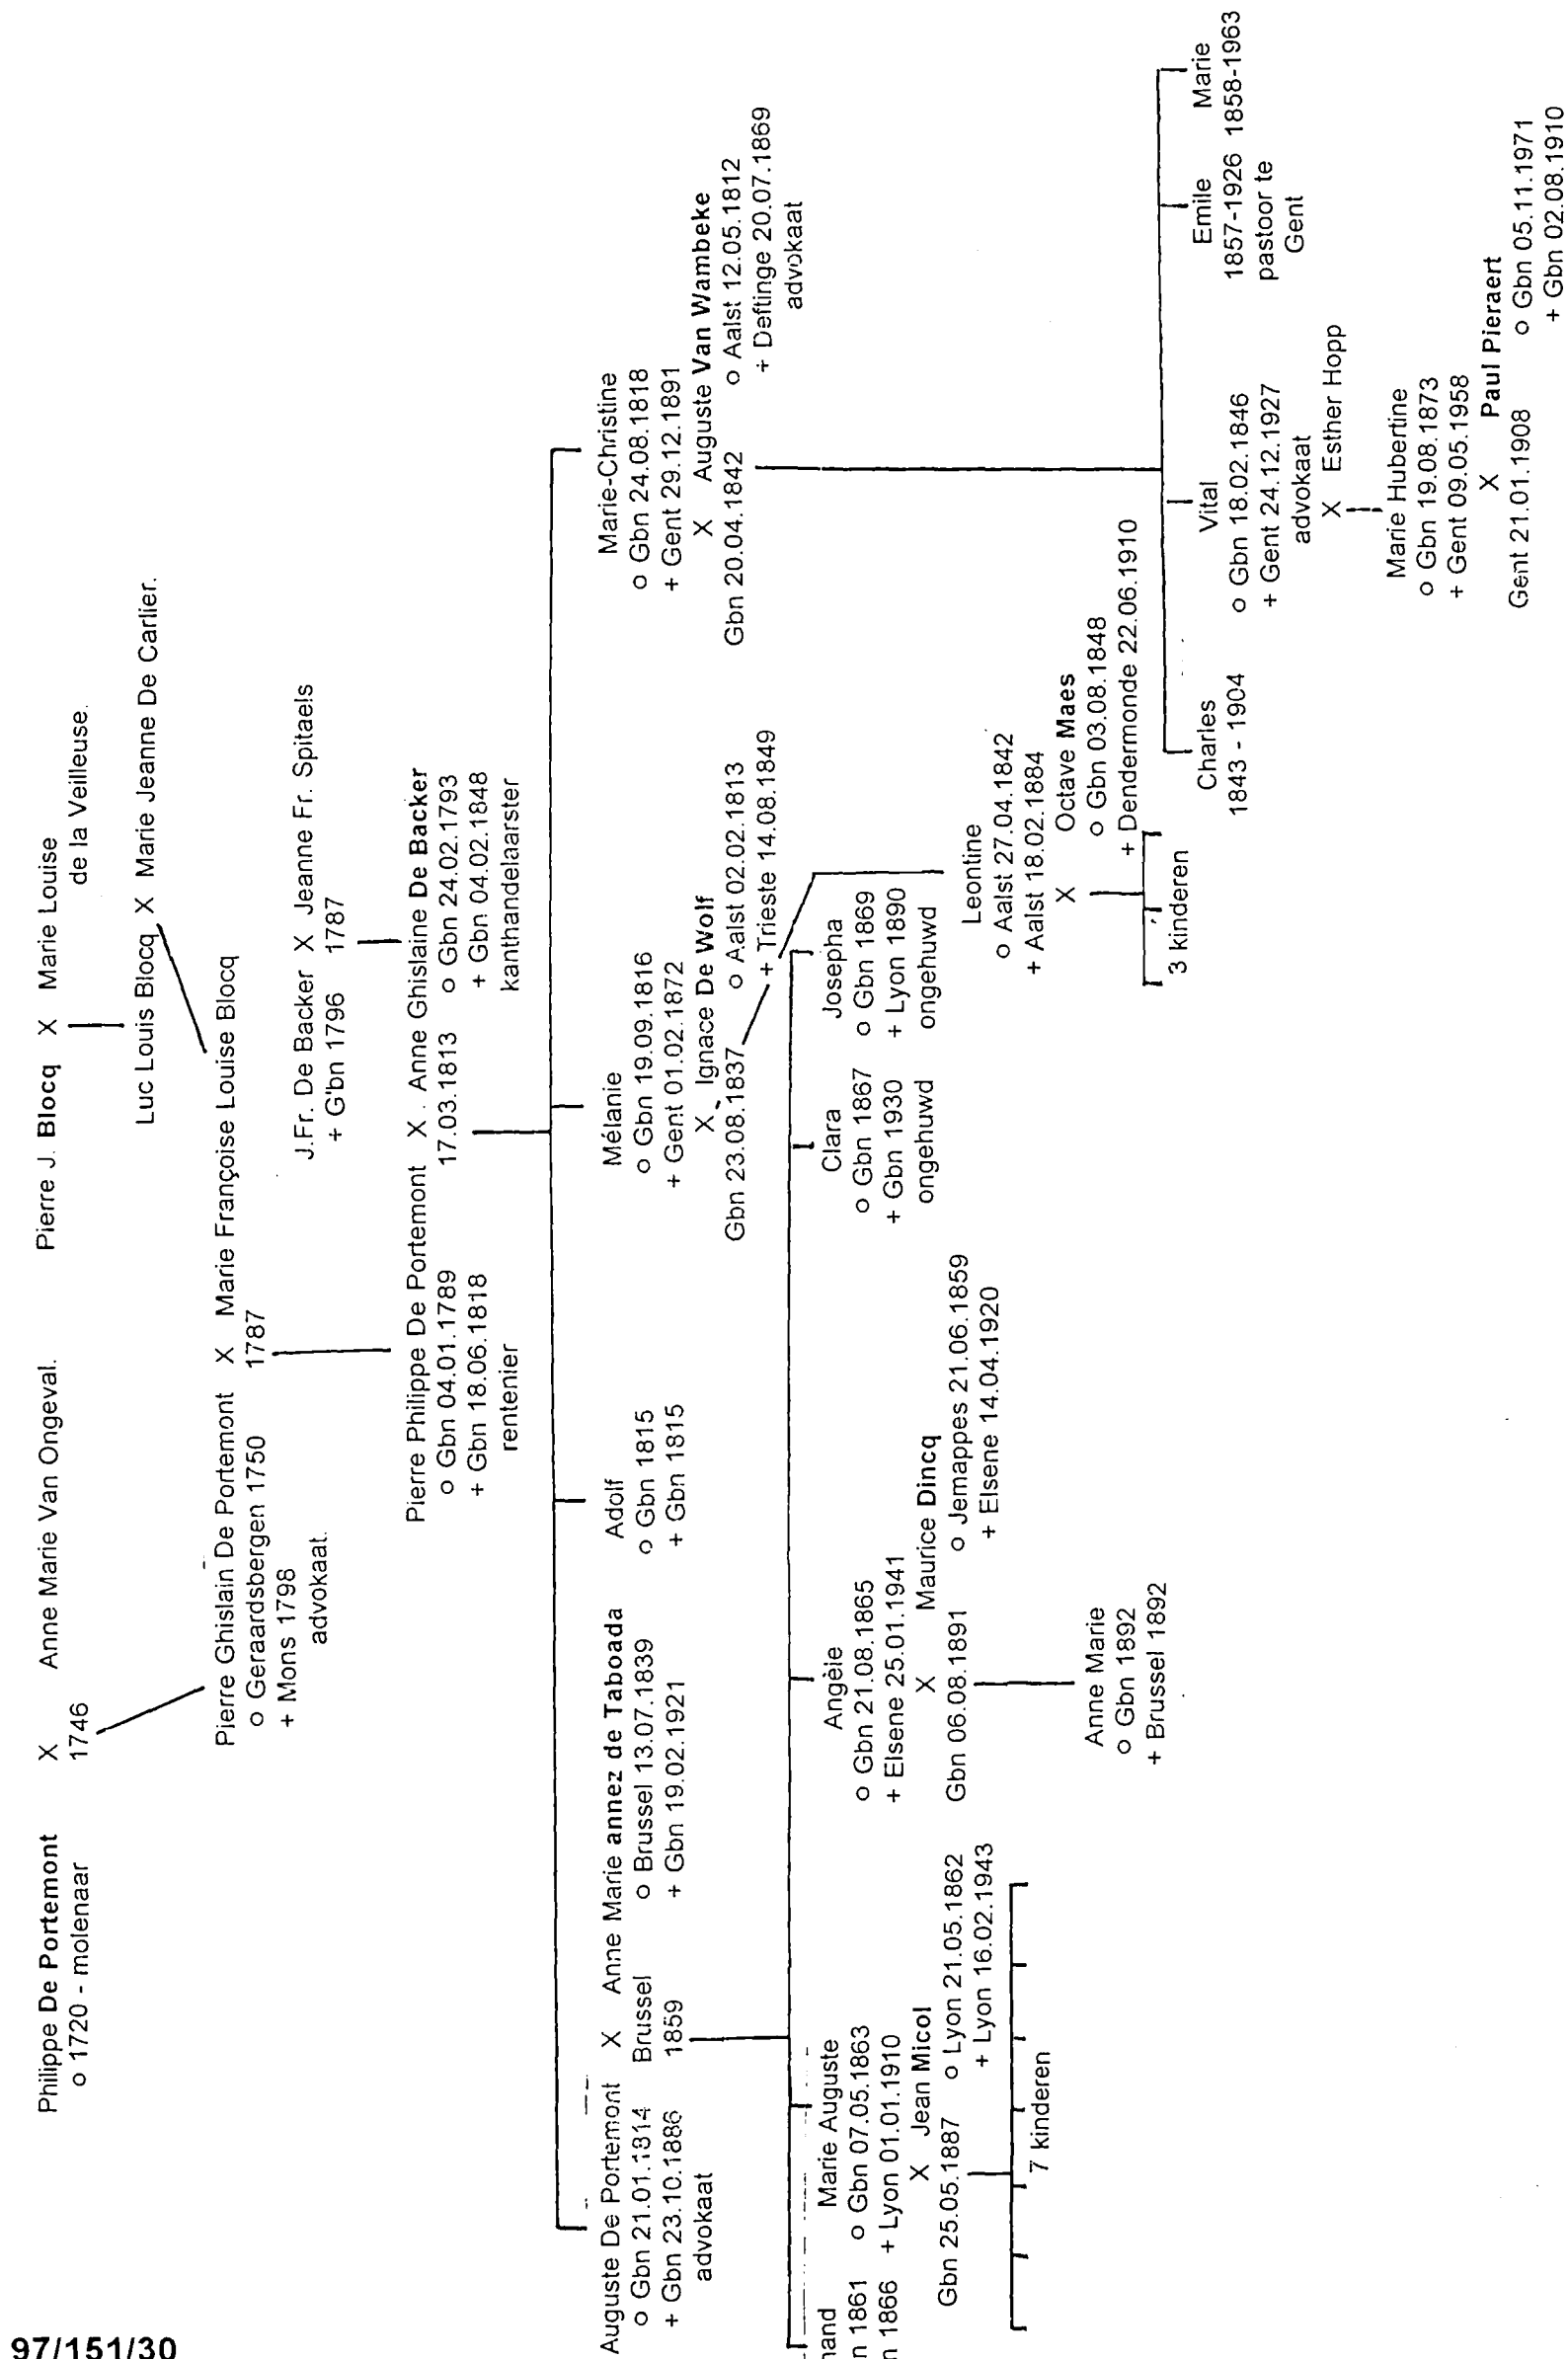 97/151/30
Philippe De Portemont X Anne Marie Van Ongeval.
o 1720 - molenaar 1746
Pierre J. Blocq X Marie Louise
de la Veilleuse.
Luc Louis Blocq X Marie Jeanne De Carlier.
Pierre Ghislain De Portemont X Marie Françoise Louise Blocq
o Geraardsbergen 1750 1787
+ Mons 1798
advokaat.
J.Fr. De Backer X Jeanne Fr. Spitaels
+ G'bn 1796 1787
Pierre Philippe De Portemont X . Anne Ghislaine De Backer
o Gbn 04.01.1789 17.03.1813 o Gbn 24.02.1793
+ Gbn 18.06.1818 + Gbn 04.02.1848
rentenier kanthandelaarster
Auguste De Portemont X Anne Marie annez de Taboada
o Gbn 21.01.1814 Brussel o Brussel 13.07.1839
+ Gbn 23.10.1886 1859 + Gbn 19.02.1921
advokaat
Adolf
o Gbn 1815
+ Gbn 1815
Mélanie
o Gbn 19.09.1816
+ Gent 01.02.1872
X Ignace De Wolf
Gbn 23.08.1837 o Aalst 02.02.1813
+ Trieste 14.08.1849
Marie-Christine
o Gbn 24.08.1818
+ Gent 29.12.1891
X Auguste Van Wambeke
Gbn 20.04.1842 o Aalst 12.05.1812
+ Deftinge 20.07.1869
advokaat
nand
n 1861
n 1866
Marie Auguste
o Gbn 07.05.1863
+ Lyon 01.01.1910
X Jean Micol
Gbn 25.05.1887 o Lyon 21.05.1862
+ Lyon 16.02.1943
7 kinderen
Angèie
o Gbn 21.08.1865
+ Elsene 25.01.1941
X Maurice Dincq
Gbn 06.08.1891 o Jemappes 21.06.1859
+ Elsene 14.04.1920
Anne Marie
o Gbn 1892
+ Brussel 1892
Clara
o Gbn 1867
+ Gbn 1930
ongehuwd
Josepha
o Gbn 1869
+ Lyon 1890
ongehuwd
Leontine
o Aalst 27.04.1842
+ Aalst 18.02.1884
X Octave Maes
o Gbn 03.08.1848
+ Dendermonde 22.06.1910
3 kinderen
Charles
1843 - 1904
Vital
o Gbn 18.02.1846
+ Gent 24.12.1927
advokaat
X Esther Hopp
Marie Hubertine
o Gbn 19.08.1873
+ Gent 09.05.1958
X Paul Pieraert
Gent 21.01.1908 o Gbn 05.11.1971
+ Gbn 02.08.1910
Emile
1857-1926
pastoor te
Gent
Marie
1858-1963